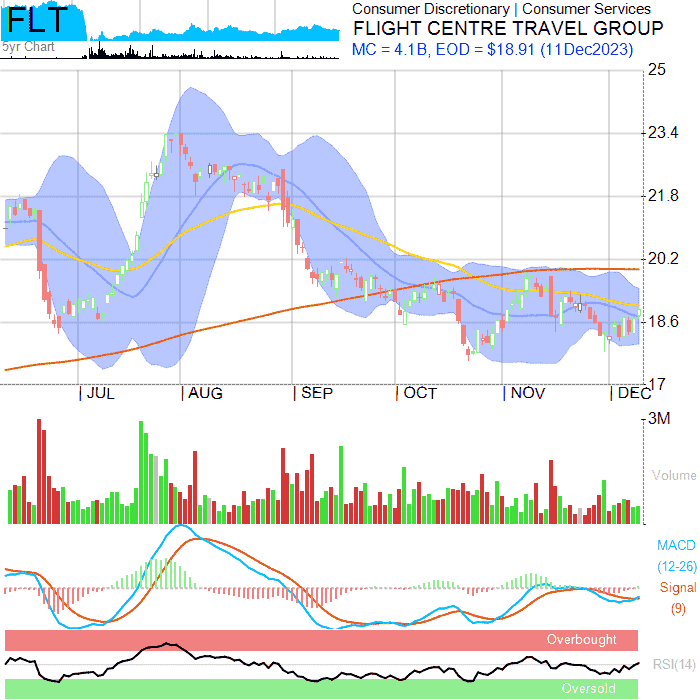 FLT
5yr Chart
Consumer Discretionary | Consumer Services
FLIGHT CENTRE TRAVEL GROUP
MC = 4.1B, EOD = $18.91 (11Dec2023)
25
23.4
21.8
20.2
18.6
17
JUL AUG SEP OCT NOV DEC
3M
Volume
MACD
(12-26)
Signal
(9)
Overbought
RSI(14)
Oversold